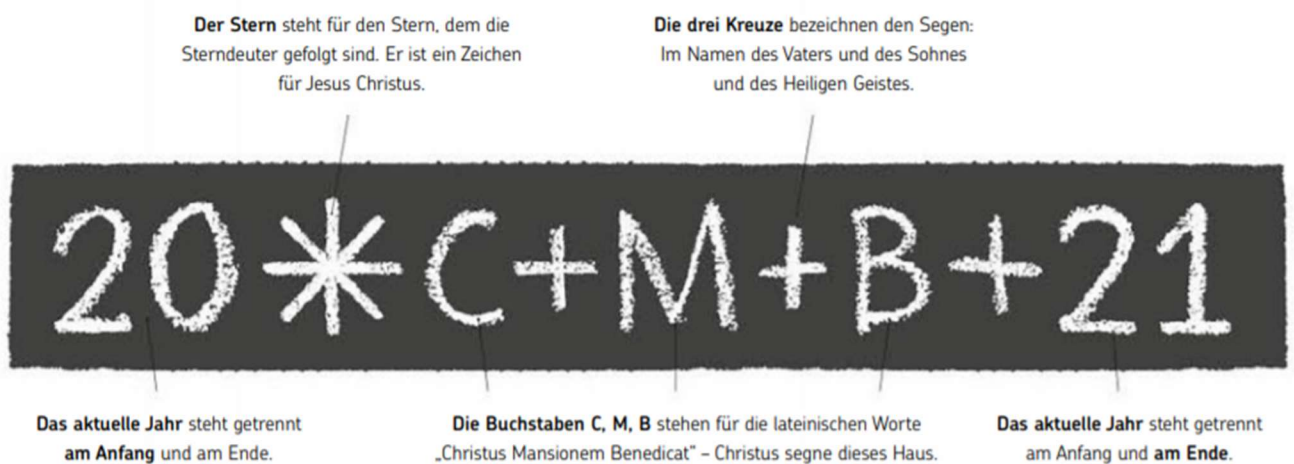 Der Stern steht für den Stern, dem die
Sterndeuter gefolgt sind. Er ist ein Zeichen
für Jesus Christus.
Die drei Kreuze bezeichnen den Segen:
Im Namen des Vaters und des Sohnes
und des Heiligen Geistes.
20*C+M+B+21
Das aktuelle Jahr steht getrennt
am Anfang und am Ende.
Die Buchstaben C, M, B stehen für die lateinischen Worte
„Christus Mansionem Benedicat“ – Christus segne dieses Haus.
Das aktuelle Jahr steht getrennt
am Anfang und am Ende.